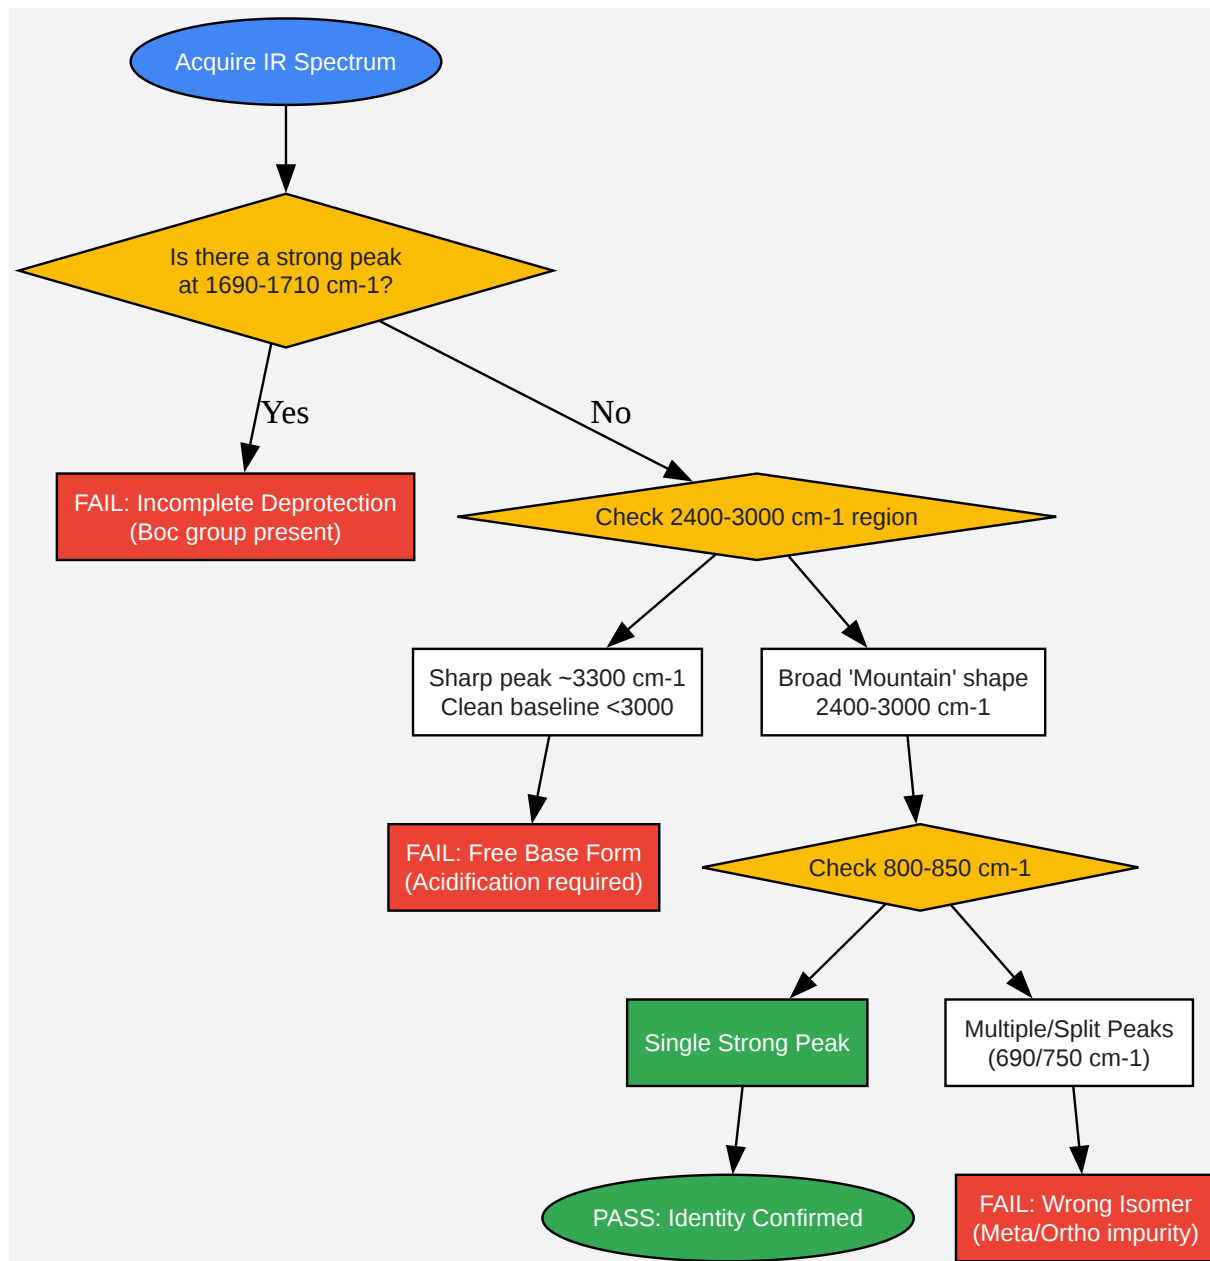 Acquire IR Spectrum
Is there a strong peak
at 1690-1710 cm-1?
Yes
No
FAIL: Incomplete Deprotection
(Boc group present)
Check 2400-3000 cm-1 region
Sharp peak ~3300 cm-1
Clean baseline <3000
Broad 'Mountain' shape
2400-3000 cm-1
FAIL: Free Base Form
(Acidification required)
Check 800-850 cm-1
Single Strong Peak
Multiple/Split Peaks
(690/750 cm-1)
PASS: Identity Confirmed
FAIL: Wrong Isomer
(Meta/Ortho impurity)